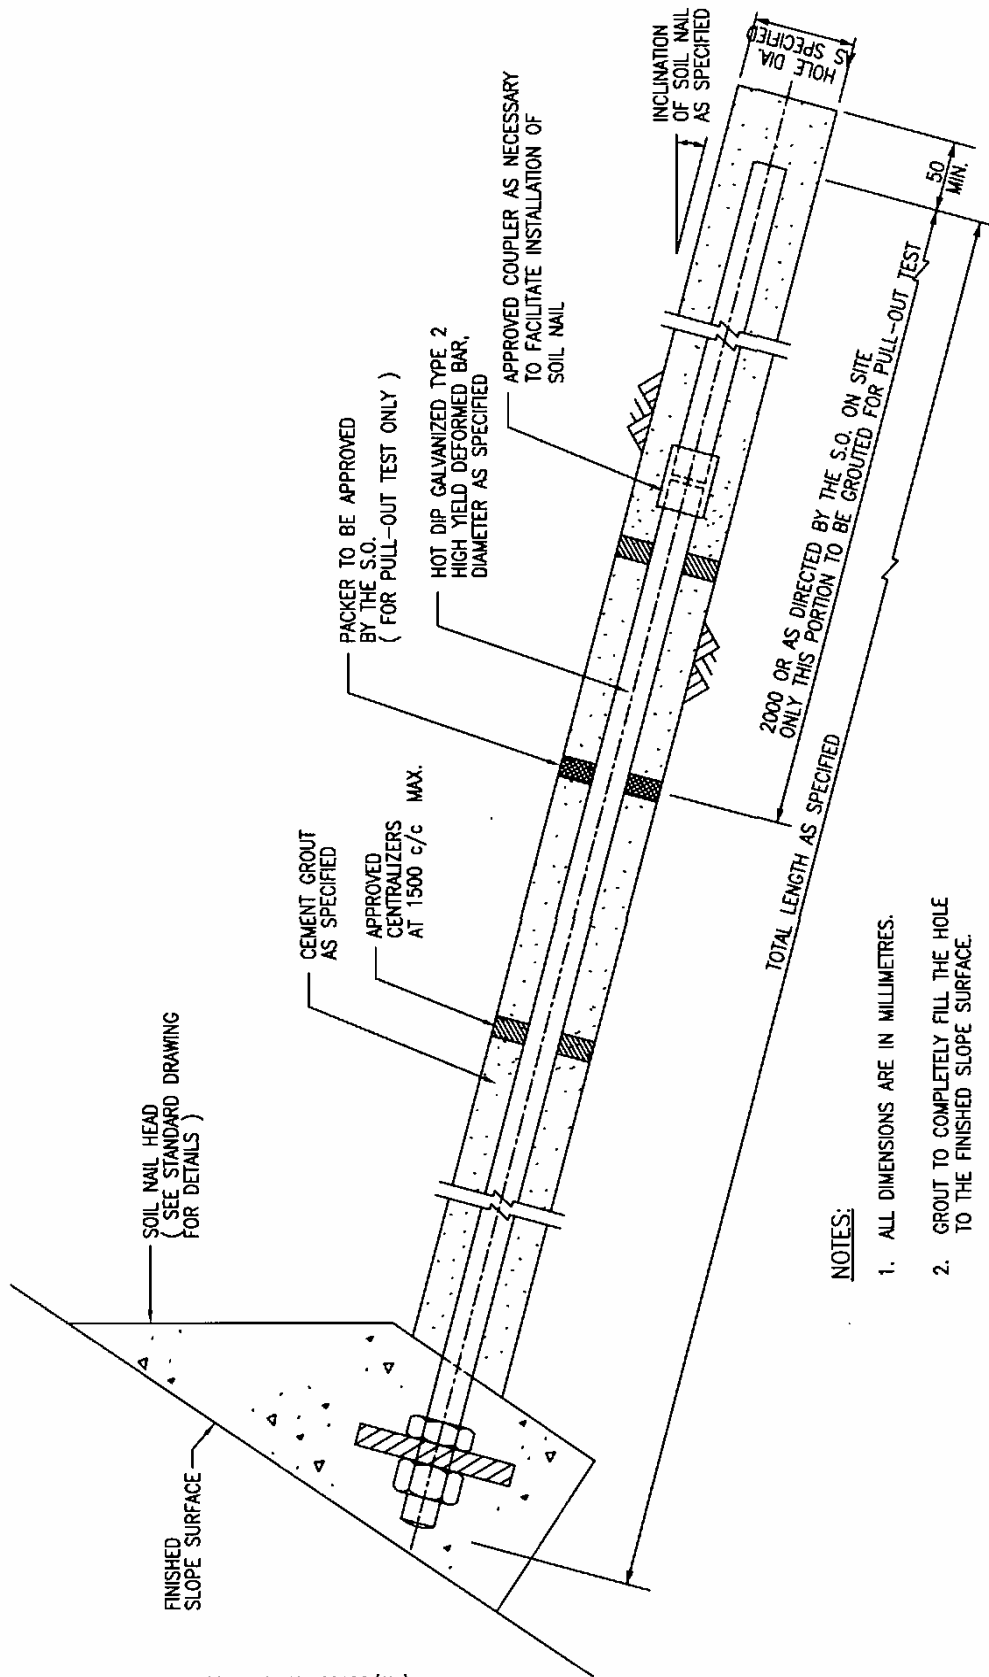 FINISHED
SLOPE SURFACE
SOIL NAIL HEAD
( SEE STANDARD DRAWING
FOR DETAILS )
CEMENT GROUT
AS SPECIFIED
APPROVED
CENTRALIZERS
AT 1500 c/c MAX.
PACKER TO BE APPROVED
BY THE S.O.
( FOR PULL-OUT TEST ONLY )
HOT DIP GALVANIZED TYPE 2
HIGH YIELD DEFORMED BAR,
DIAMETER AS SPECIFIED
APPROVED COUPLER AS NECESSARY
TO FACILITATE INSTALLATION OF
SOIL NAIL
INCLINATION
OF SOIL NAIL
AS SPECIFIED
HOLE DIA.
AS SPECIFIED
50
MIN.
2000 OR AS DIRECTED BY THE S.O. ON SITE
ONLY THIS PORTION TO BE GROUTED FOR PULL-OUT TEST
TOTAL LENGTH AS SPECIFIED
NOTES:
1. ALL DIMENSIONS ARE IN MILLIMETRES.
2. GROUT TO COMPLETELY FILL THE HOLE
TO THE FINISHED SLOPE SURFACE.